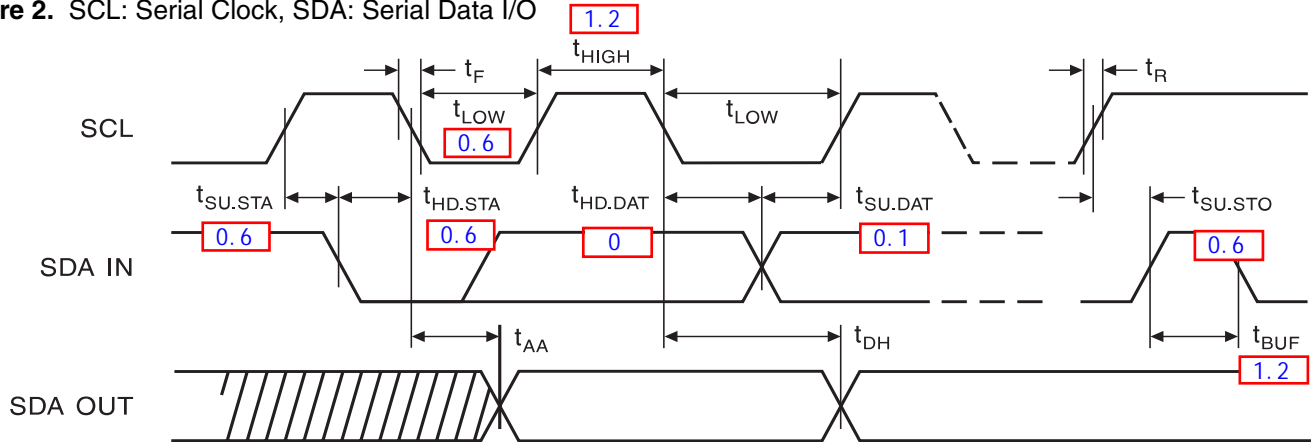 re 2. SCL: Serial Clock, SDA: Serial Data I/O
1.2
tHIGH
tF
tR
tLOW
tLOW
SCL
0.6
tSU.STA
tHD.STA
tHD.DAT
tSU.DAT
tSU.STO
0.6
0.6
0
0.1
0.6
SDA IN
tAA
tDH
tBUF
1.2
SDA OUT